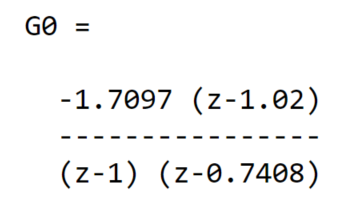 G0 =
-1.7097 (z-1.02)
----------------
(z-1) (z-0.7408)